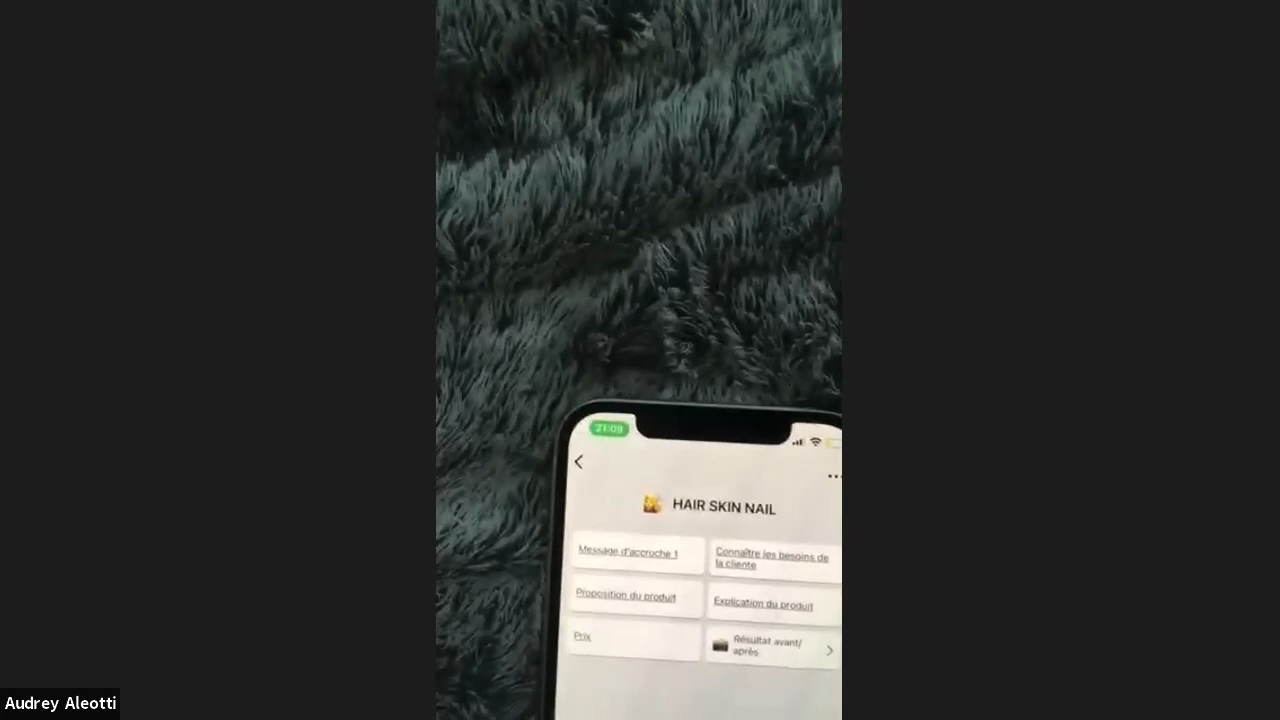 21:09
HAIR SKIN NAIL
Message d'accroche 1
Connaître les besoins de
la cliente
Proposition du produit
Explication du produit
Prix
Résultat avant/
après
Audrey Aleotti